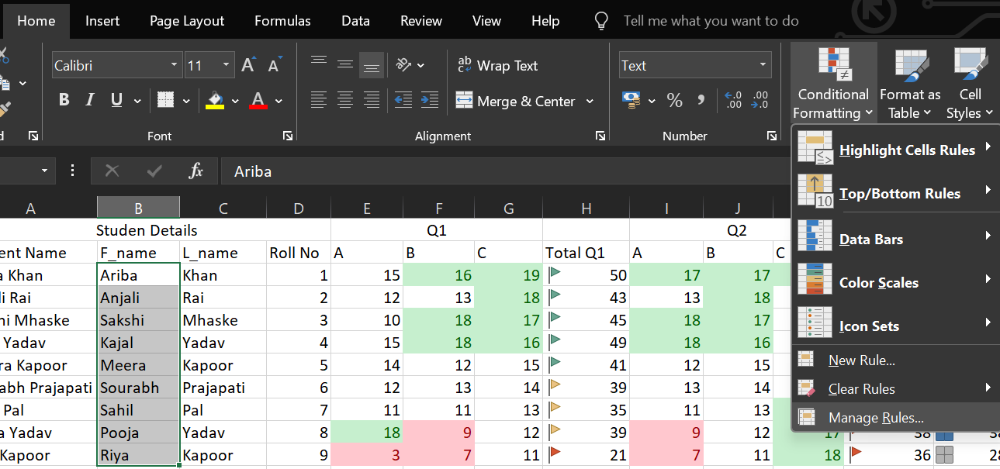 Home Insert Page Layout Formulas Data Review View Help Tell me what you want to do
Calibri 11 A A ab c Wrap Text Text
B I U A Merge & Center % , .0 .00 .00 .0
Conditional Formatting Format as Table Cell Styles
Font Alignment Number
fx Ariba
Highlight Cells Rules
Top/Bottom Rules
10
Data Bars
Color Scales
Icon Sets
New Rule...
Clear Rules
Manage Rules...
A B C D E F G H I J
Studen Details Q1 Q2
ent Name F_name L_name Roll No A B C Total Q1 A B C
a Khan Ariba Khan 1 15 16 19 50 17 17
li Rai Anjali Rai 2 12 13 18 43 13 18
hi Mhaske Sakshi Mhaske 3 10 18 17 45 18 17
Yadav Kajal Yadav 4 15 18 16 49 18 16
ra Kapoor Meera Kapoor 5 14 12 15 41 12 15
abh Prajapati Sourabh Prajapati 6 12 13 14 39 13 14
Pal Sahil Pal 7 11 11 13 35 11 13
a Yadav Pooja Yadav 8 18 9 12 39 9 12 17 38
Kapoor Riya Kapoor 9 3 7 11 21 7 11 18 36